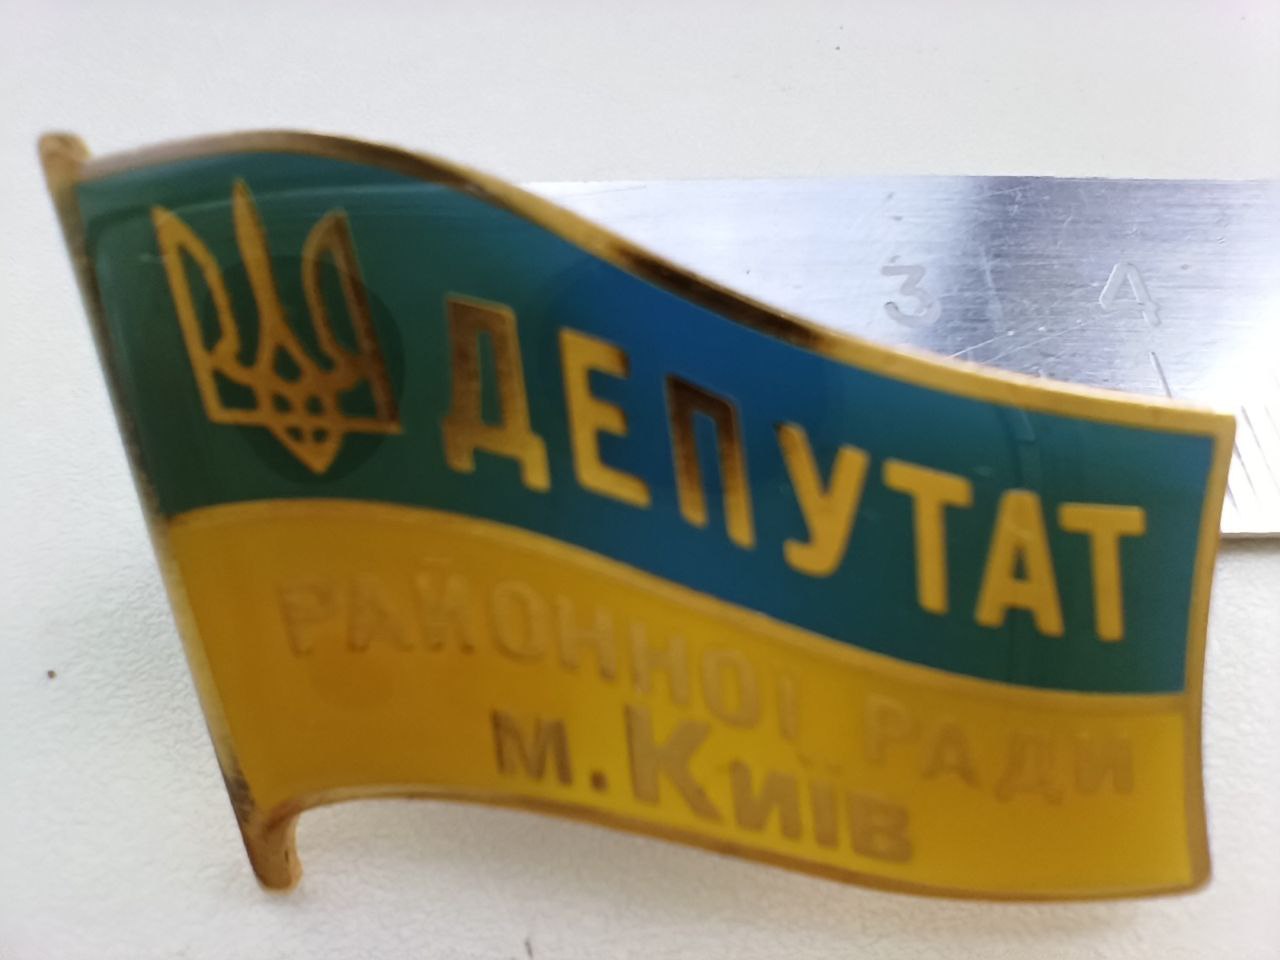 3 4
ДЕПУТАТ
РАЙОННОЇ РАДИ
м. Київ